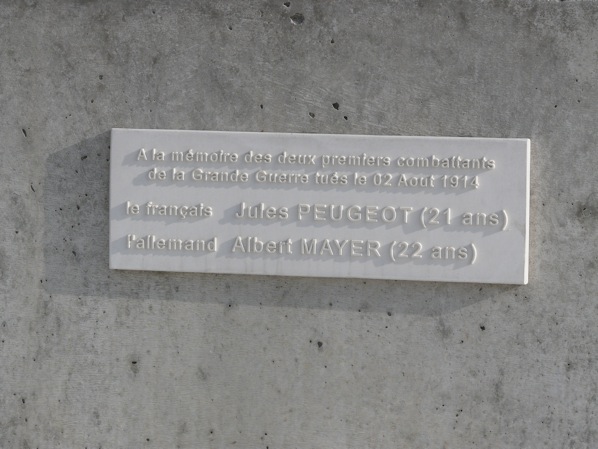 A la mémoire des deux premiers combattants
de la Grande Guerre tués le 02 Aout 1914
le français Jules PEUGEOT (21 ans)
l'allemand Albert MAYER (22 ans)